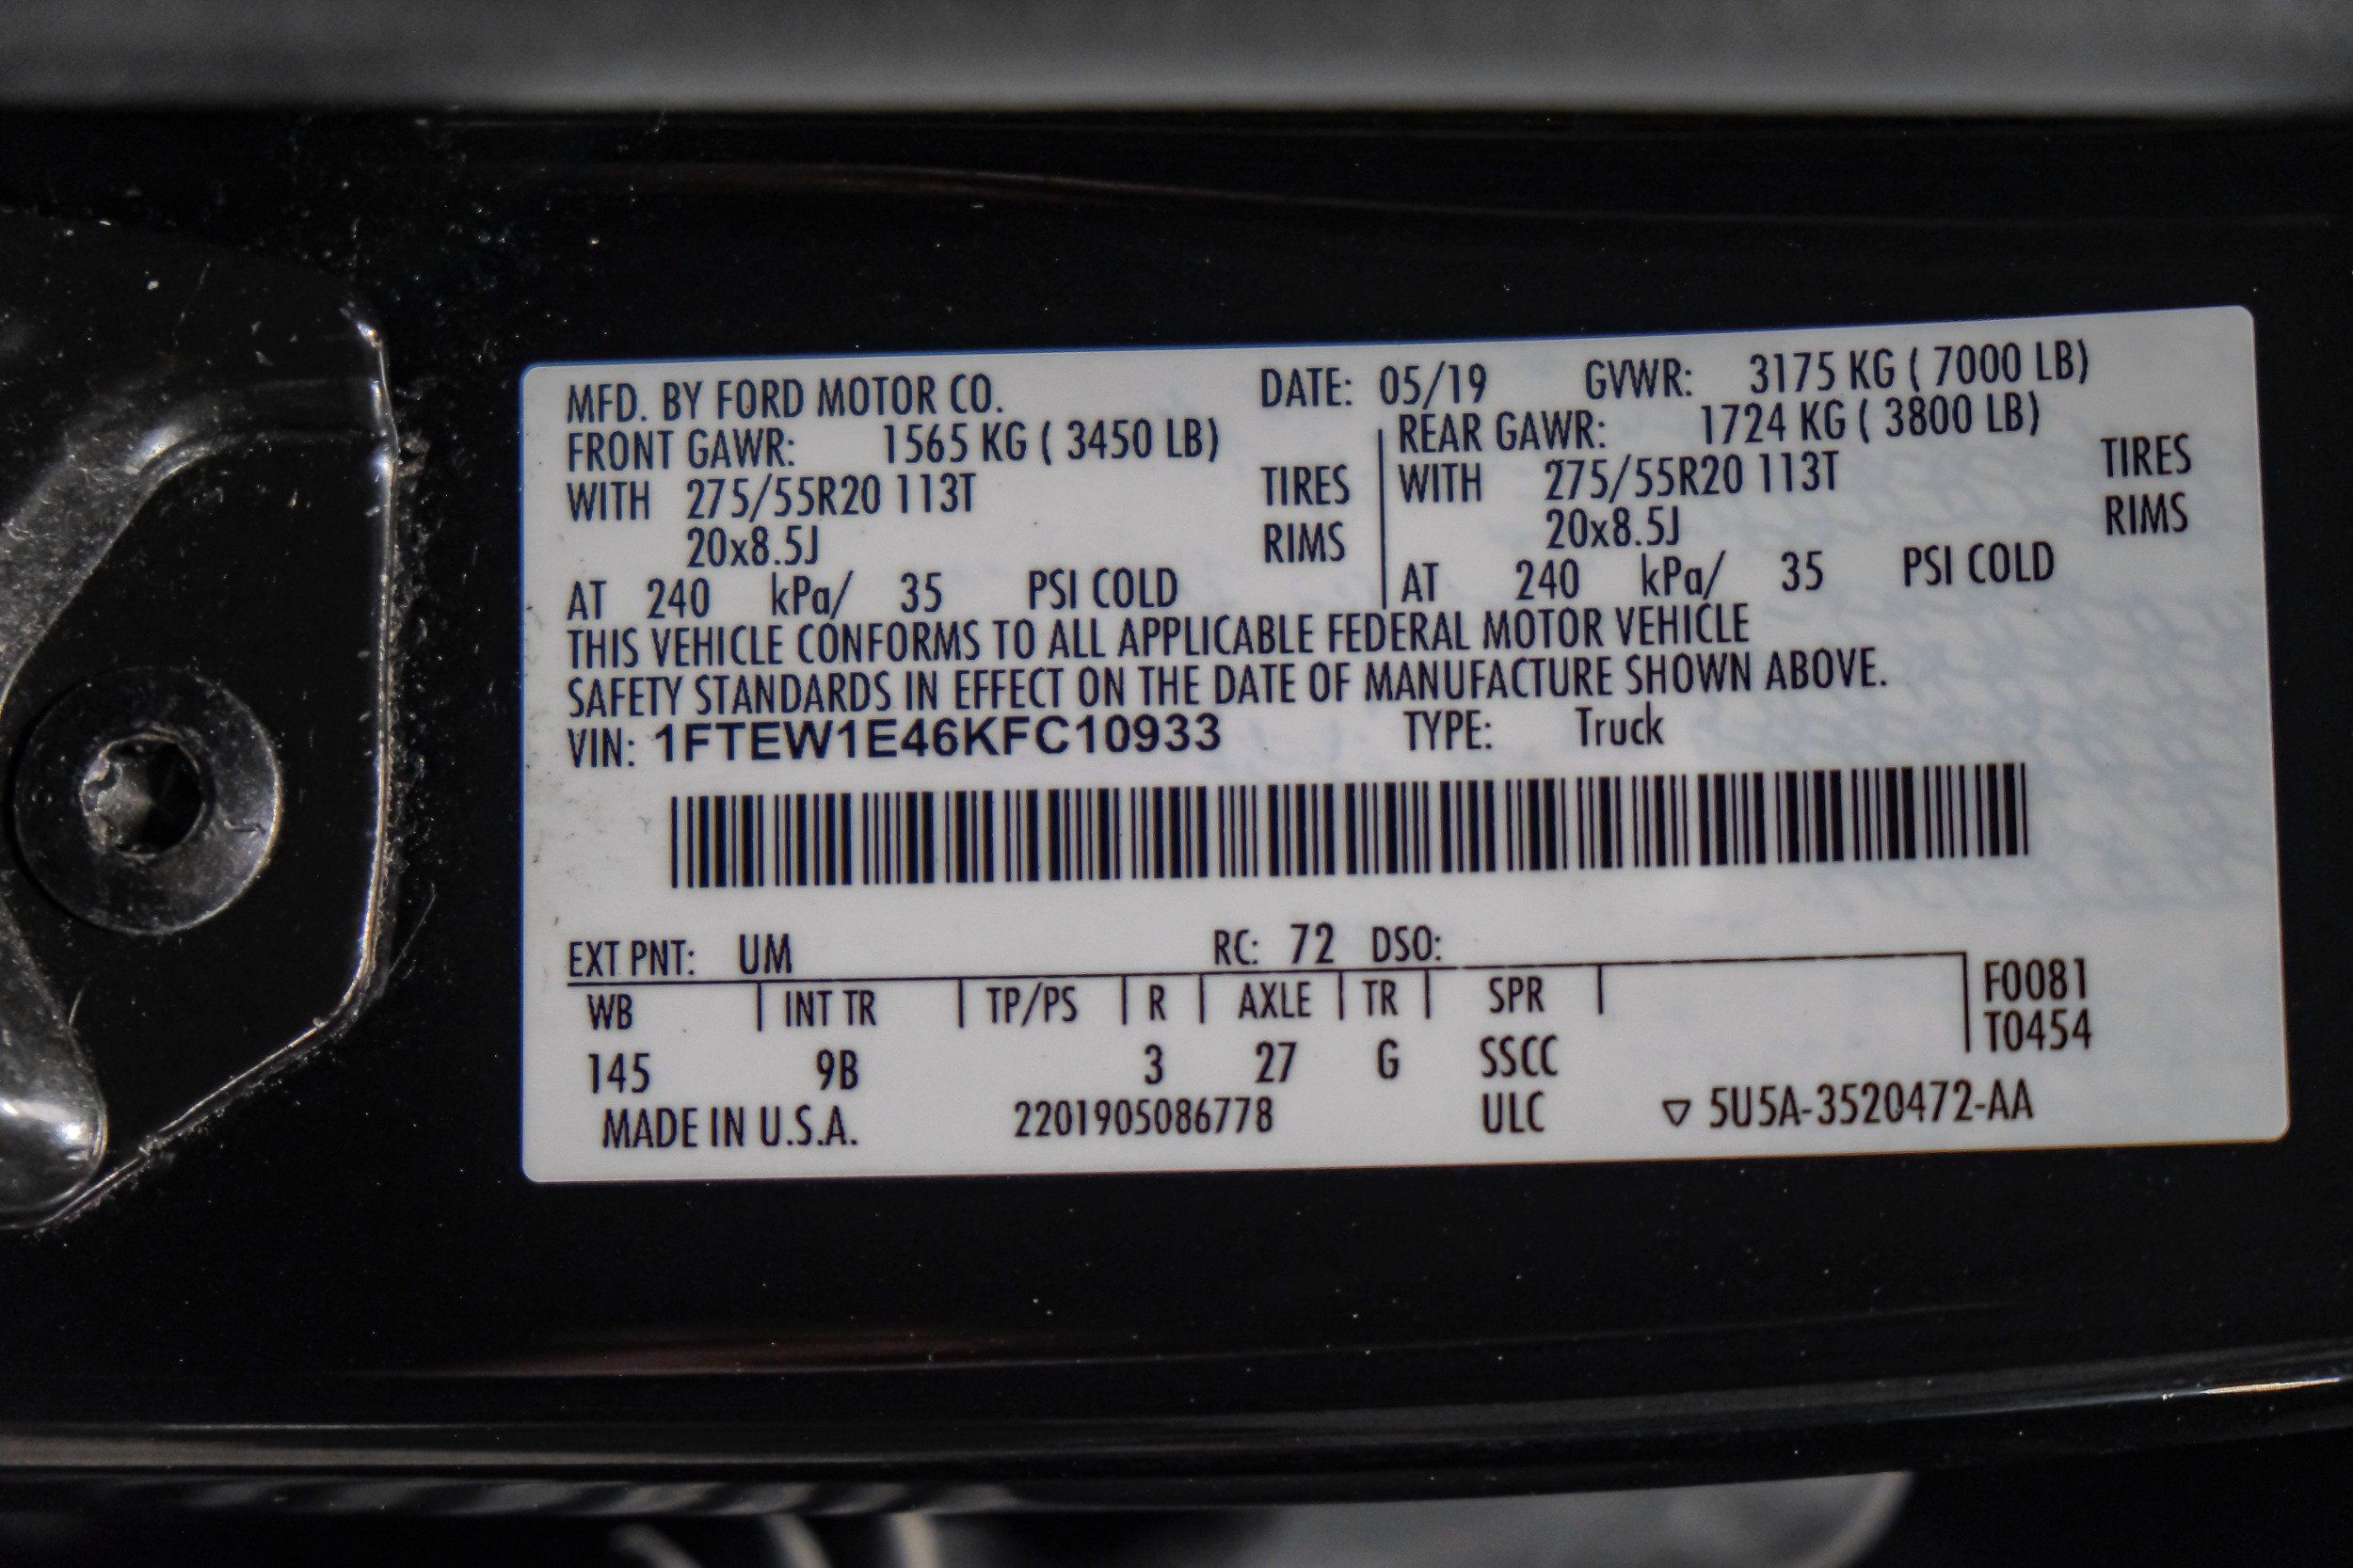 MFD. BY FORD MOTOR CO. DATE: 05/19 GVWR: 3175 KG ( 7000 LB)
FRONT GAWR: 1565 KG ( 3450 LB) REAR GAWR: 1724 KG ( 3800 LB)
WITH 275/55R20 113T TIRES WITH 275/55R20 113T TIRES
20x8.5J RIMS 20x8.5J RIMS
AT 240 kPa/ 35 PSI COLD AT 240 kPa/ 35 PSI COLD
THIS VEHICLE CONFORMS TO ALL APPLICABLE FEDERAL MOTOR VEHICLE
SAFETY STANDARDS IN EFFECT ON THE DATE OF MANUFACTURE SHOWN ABOVE.
VIN: 1FTEW1E46KFC10933 TYPE: Truck
EXT PNT: UM RC: 72 DSO:
WB INT TR TP/PS R AXLE TR SPR F0081
T0454
145 9B 3 27 G SSCC
MADE IN U.S.A. 2201905086778 ULC ▽ 5U5A-3520472-AA